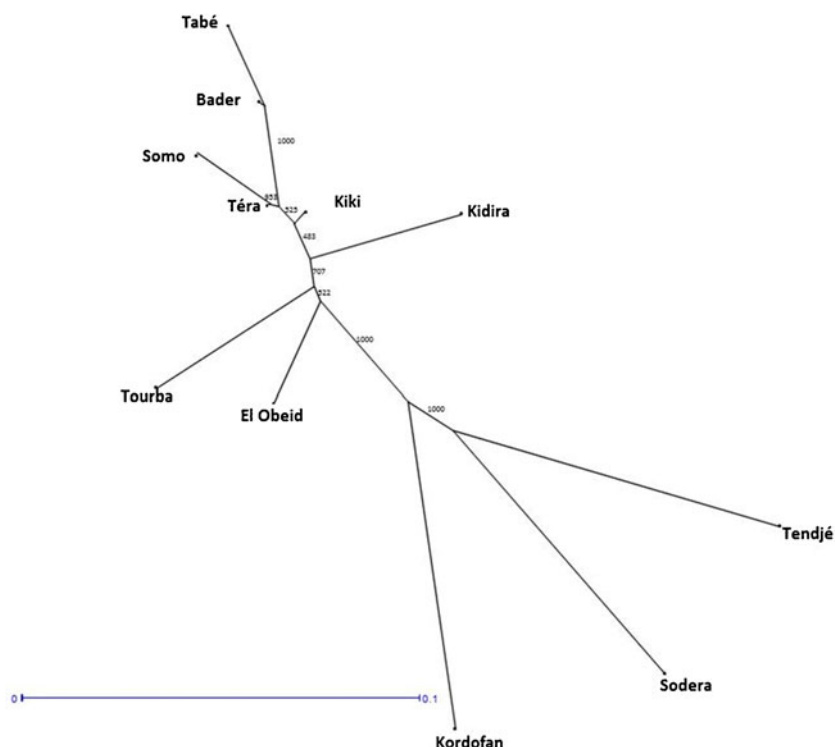 Tabé
Bader
1000
Somo
953
Téra
525
Kiki
Kidira
483
707
522
1000
Tourba
El Obeid
1000
Tendjé
Sodera
0
0.1
Kordofan